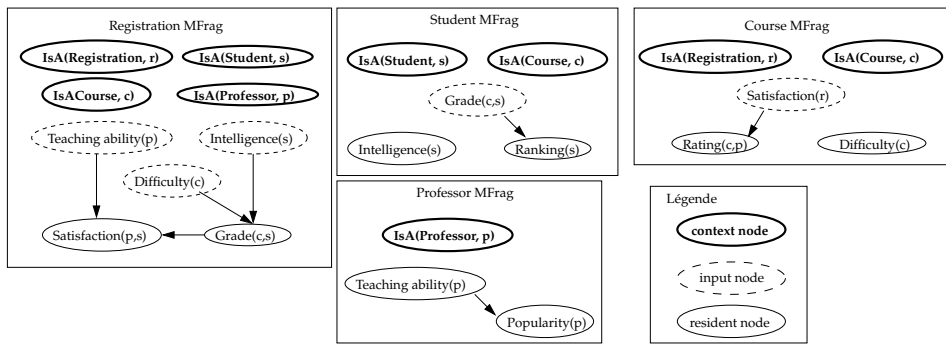 Registration MFrag
IsA(Registration, r)
IsA(Student, s)
IsACourse, c)
IsA(Professor, p)
Teaching ability(p)
Intelligence(s)
Difficulty(c)
Satisfaction(p,s)
Grade(c,s)
Student MFrag
IsA(Student, s)
IsA(Course, c)
Grade(c,s)
Intelligence(s)
Ranking(s)
Professor MFrag
IsA(Professor, p)
Teaching ability(p)
Popularity(p)
Course MFrag
IsA(Registration, r)
IsA(Course, c)
Satisfaction(r)
Rating(c,p)
Difficulty(c)
Légende
context node
input node
resident node